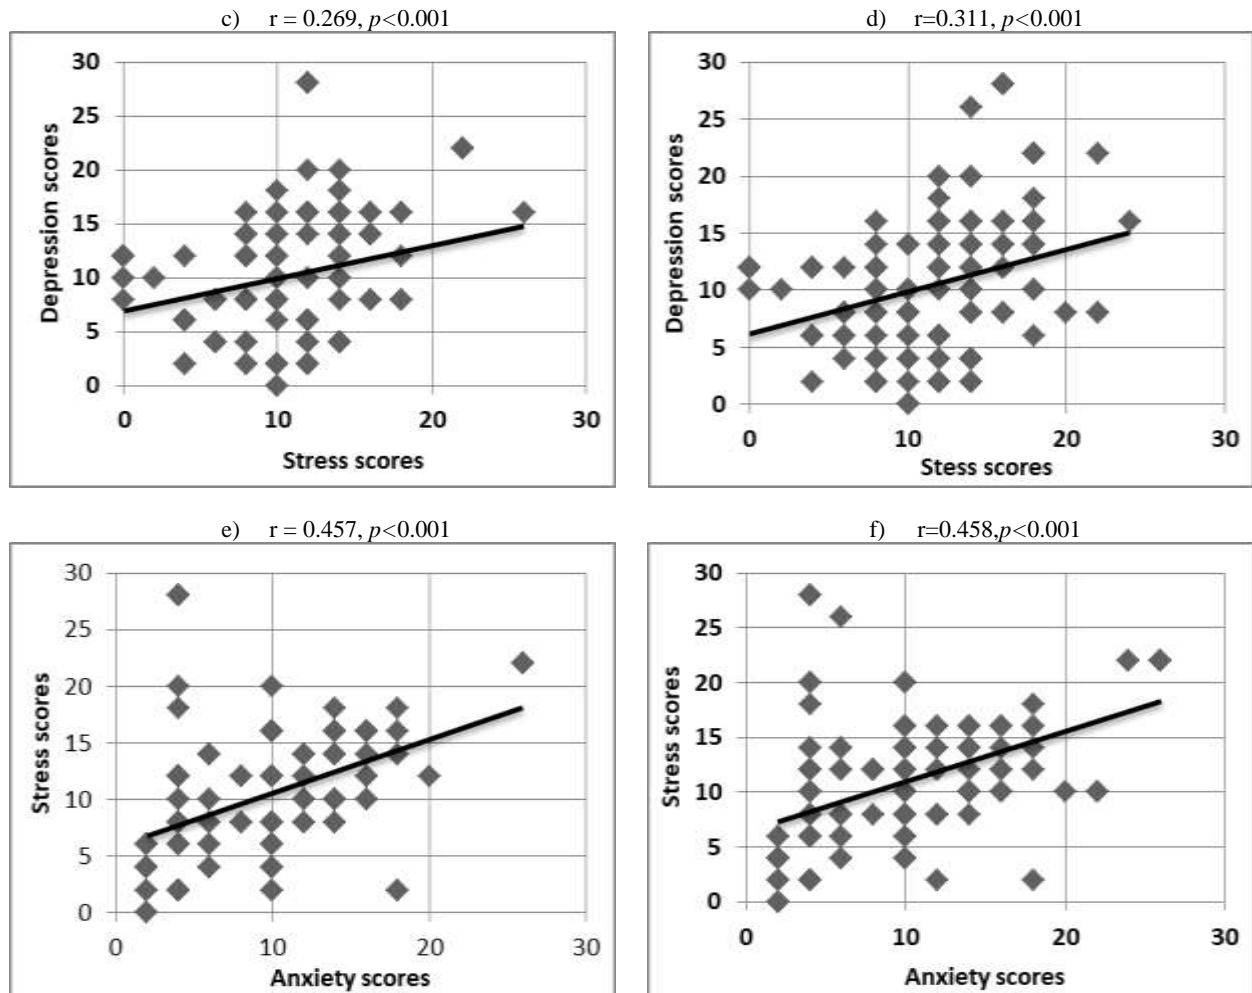 c) r = 0.269, p<0.001
30
25
20
15
10
5
0
Depression scores
0 10 20 30
Stress scores
d) r=0.311, p<0.001
30
25
20
15
10
5
0
Depression scores
0 10 20 30
Stess scores
e) r = 0.457, p<0.001
30
25
20
15
10
5
0
Stress scores
0 10 20 30
Anxiety scores
f) r=0.458,p<0.001
30
25
20
15
10
5
0
Stress scores
0 10 20 30
Anxiety scores